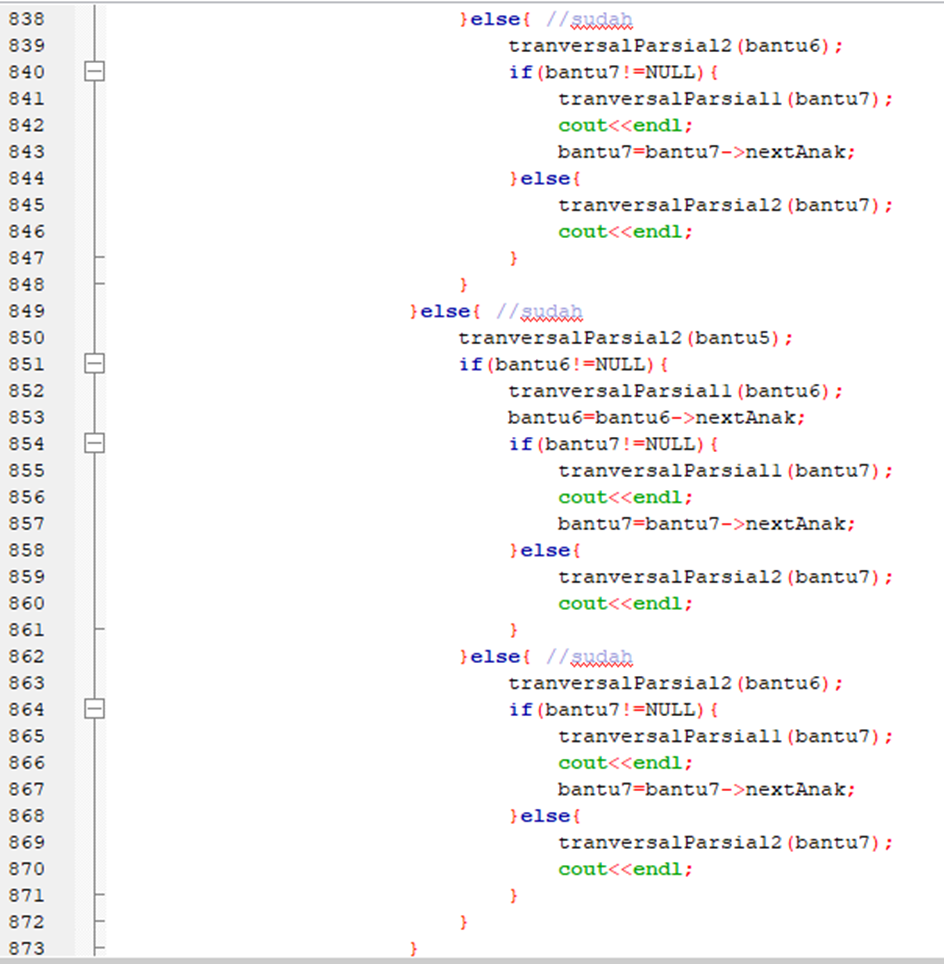 838 }else{ //sudah
839 tranversalParsial2(bantu6);
840 if(bantu7!=NULL){
841 tranversalParsial1(bantu7);
842 cout<<endl;
843 bantu7=bantu7->nextAnak;
844 }else{
845 tranversalParsial2(bantu7);
846 cout<<endl;
847 }
848 }
849 }else{ //sudah
850 tranversalParsial2(bantu5);
851 if(bantu6!=NULL){
852 tranversalParsial1(bantu6);
853 bantu6=bantu6->nextAnak;
854 if(bantu7!=NULL){
855 tranversalParsial1(bantu7);
856 cout<<endl;
857 bantu7=bantu7->nextAnak;
858 }else{
859 tranversalParsial2(bantu7);
860 cout<<endl;
861 }
862 }else{ //sudah
863 tranversalParsial2(bantu6);
864 if(bantu7!=NULL){
865 tranversalParsial1(bantu7);
866 cout<<endl;
867 bantu7=bantu7->nextAnak;
868 }else{
869 tranversalParsial2(bantu7);
870 cout<<endl;
871 }
872 }
873 }